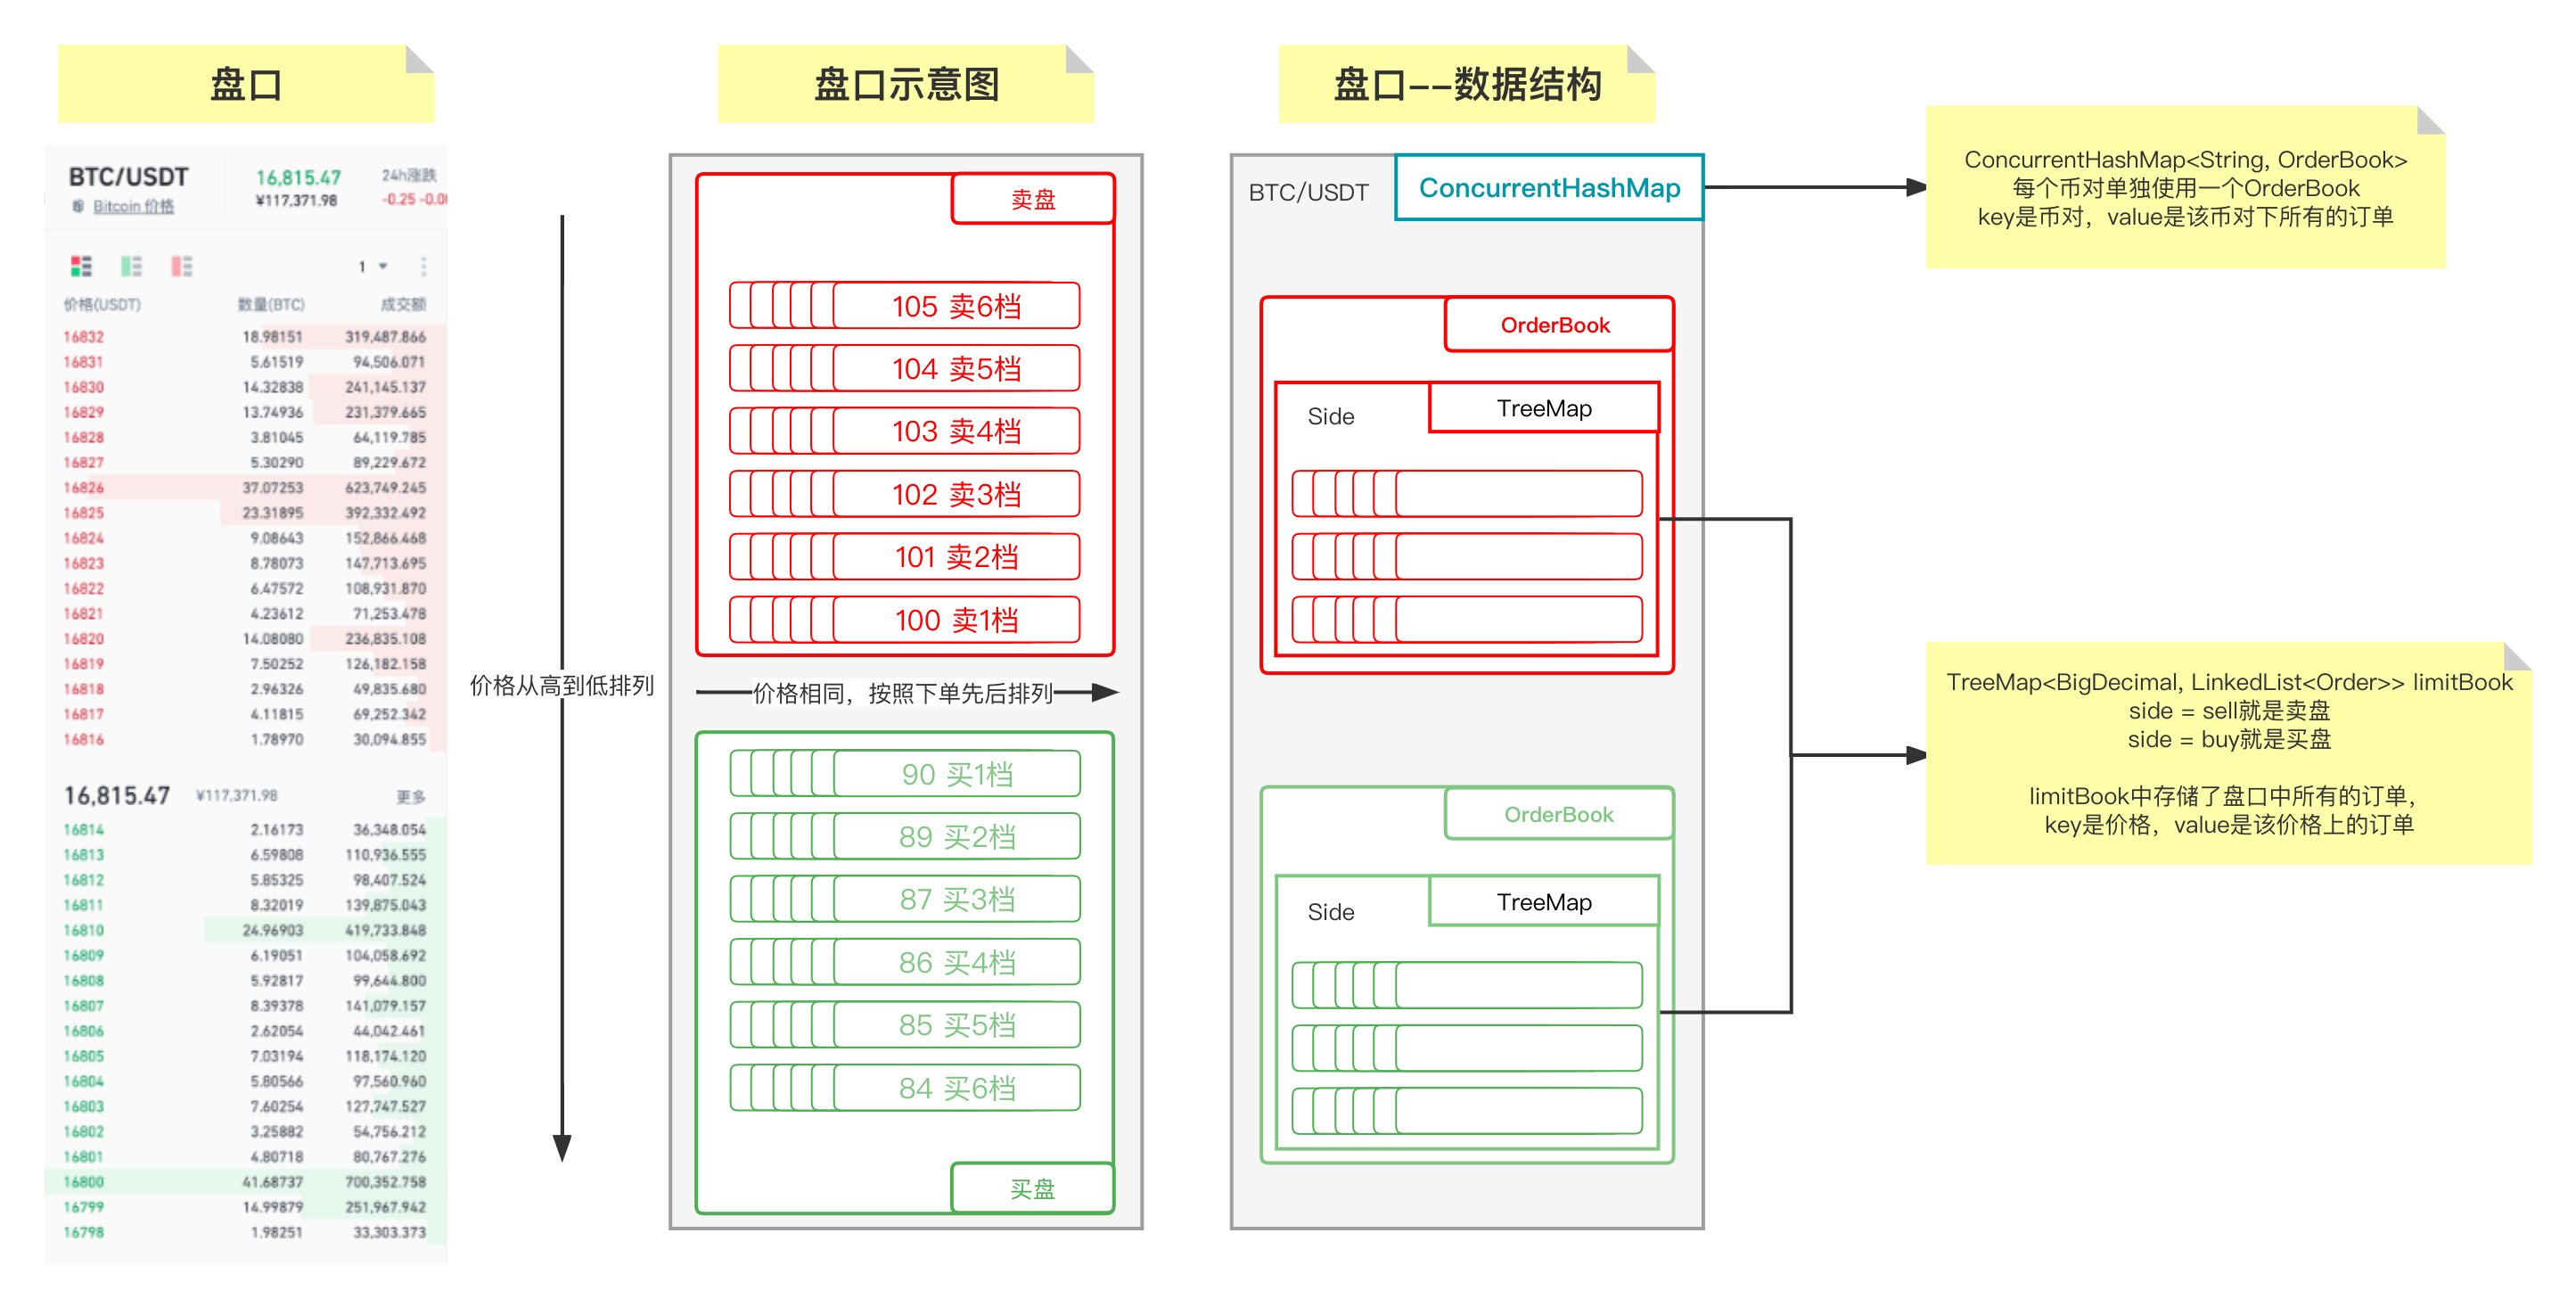 盘口
BTC/USDT
16,815.47
24h涨跌
Bitcoin 价格
¥117,371.98
-0.25 -0.0
1
价格(USDT) 数量(BTC) 成交额
16832 18.98151 319,487.866
16831 5.61519 94,506.071
16830 14.32838 241,145.137
16829 13.74936 231,379.665
16828 3.81045 64,119.785
16827 5.30290 89,229.672
16826 37.07253 623,749.245
16825 23.31895 392,332.492
16824 9.08643 152,866.468
16823 8.78073 147,713.695
16822 6.47572 108,931.870
16821 4.23612 71,253.478
16820 14.08080 236,835.108
16819 7.50252 126,182.158
16818 2.96326 49,835.680
16817 4.11815 69,252.342
16816 1.78970 30,094.855
16,815.47 ¥117,371.98 更多
16814 2.16173 36,348.054
16813 6.59808 110,936.555
16812 5.85325 98,407.524
16811 8.32019 139,875.043
16810 24.96903 419,733.848
16809 6.19051 104,058.692
16808 5.92817 99,644.800
16807 8.39378 141,079.157
16806 2.62054 44,042.461
16805 7.03194 118,174.120
16804 5.80566 97,560.960
16803 7.60254 127,747.527
16802 3.25882 54,756.212
16801 4.80718 80,767.276
16800 41.68737 700,352.758
16799 14.99879 251,967.942
16798 1.98251 33,303.373
价格从高到低排列
盘口示意图
卖盘
105 卖6档
104 卖5档
103 卖4档
102 卖3档
101 卖2档
100 卖1档
价格相同，按照下单先后排列
90 买1档
89 买2档
87 买3档
86 买4档
85 买5档
84 买6档
买盘
盘口--数据结构
BTC/USDT
ConcurrentHashMap
OrderBook
Side
TreeMap
OrderBook
Side
TreeMap
ConcurrentHashMap<String, OrderBook>
每个币对单独使用一个OrderBook
key是币对，value是该币对下所有的订单
TreeMap<BigDecimal, LinkedList<Order>> limitBook
side = sell就是卖盘
side = buy就是买盘
limitBook中存储了盘口中所有的订单，
key是价格，value是该价格上的订单